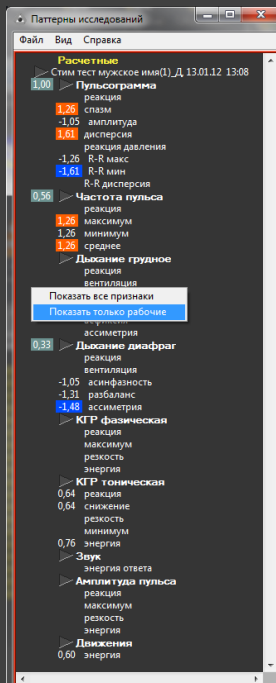 Паттерны исследований
Файл Вид Справка
Расчетные
Стим тест мужское имя(1)_Д, 13.01.12 13:08
1,00 Пульсограмма
реакция
1,26 спазм
-1,05 амплитуда
1,61 дисперсия
реакция давления
-1,26 R-R макс
-1,61 R-R мин
R-R дисперсия
0,56 Частота пульса
реакция
1,26 максимум
1,26 минимум
1,26 среднее
Дыхание грудное
реакция
вентиляция
Показать все признаки
Показать только рабочие
ассиметрия
0,33 Дыхание диафраг
реакция
вентиляция
-1,05 асинфазность
-1,31 разбаланс
-1,48 ассиметрия
КГР фазическая
реакция
максимум
резкость
энергия
КГР тоническая
0,64 реакция
0,64 снижение
резкость
минимум
0,76 энергия
Звук
энергия ответа
Амплитуда пульса
реакция
максимум
резкость
энергия
Движения
0,60 энергия